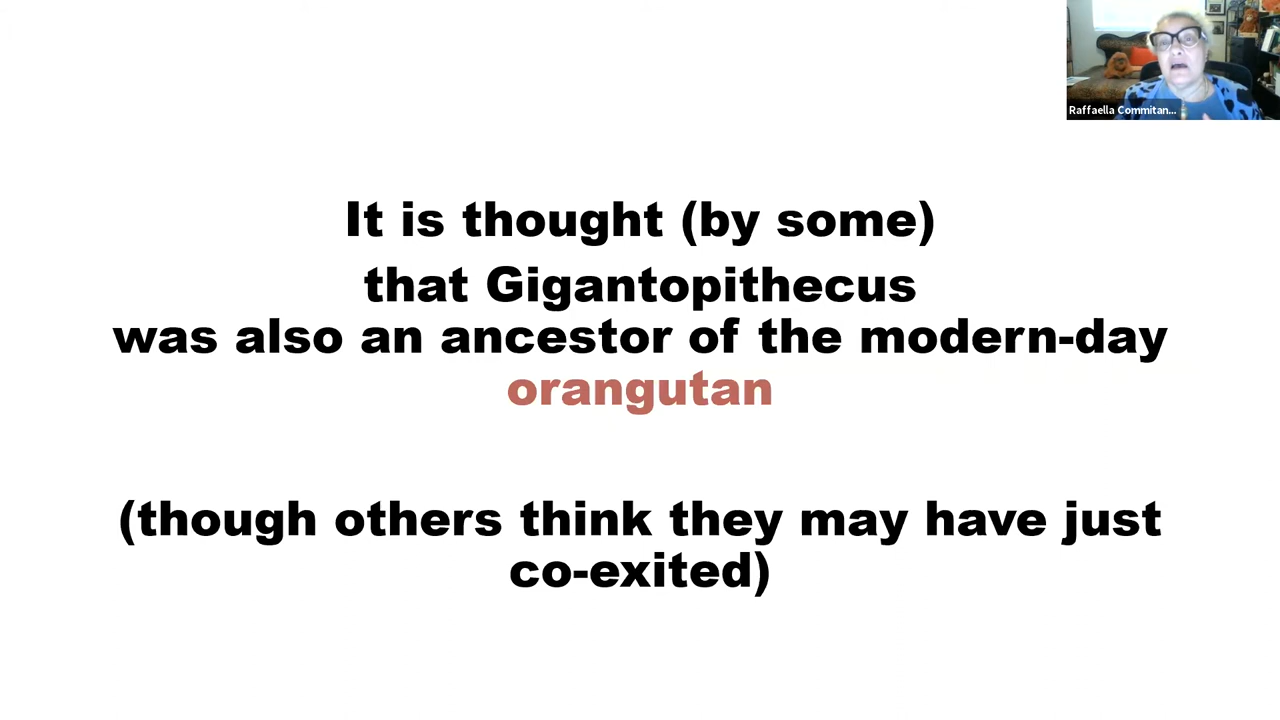 Raffaella Commitan...
It is thought (by some)
that Gigantopithecus
was also an ancestor of the modern-day
orangutan
(though others think they may have just
co-exited)